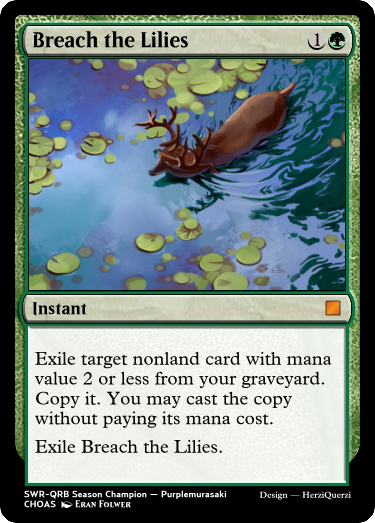 Breach the Lilies 1
Instant
Exile target nonland card with mana
value 2 or less from your graveyard.
Copy it. You may cast the copy
without paying its mana cost.
Exile Breach the Lilies.
SWR-QRB Season Champion — Purplemurasaki
Design — HerziQuerzi
CHOAS Eran Folwer